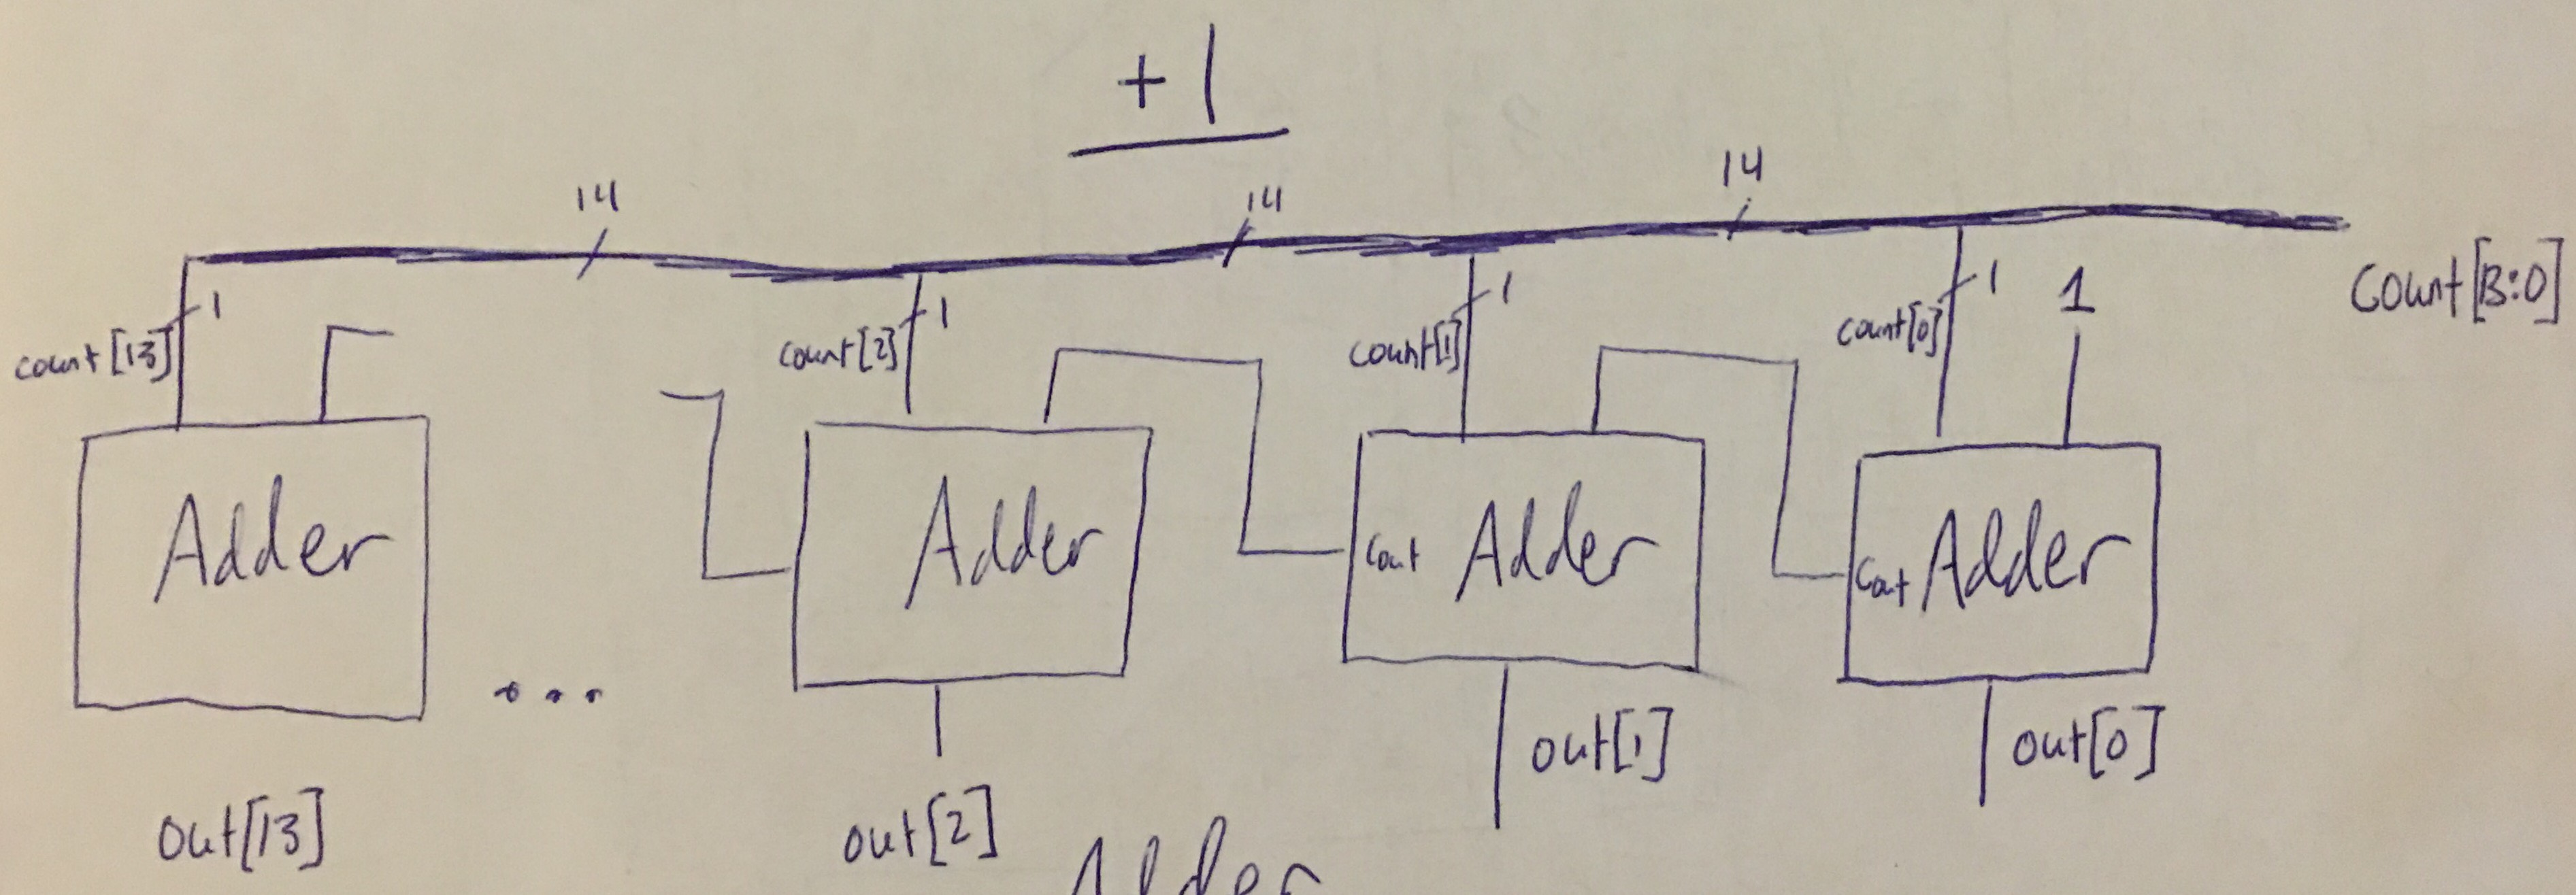 +1
14
14
14
1
1
1
1
1
count[13]
count[2]
count[1]
count[0]
Count[13:0]
Adder
Adder
Cout Adder
Cout Adder
...
out[13]
out[2]
out[1]
out[0]
Adder